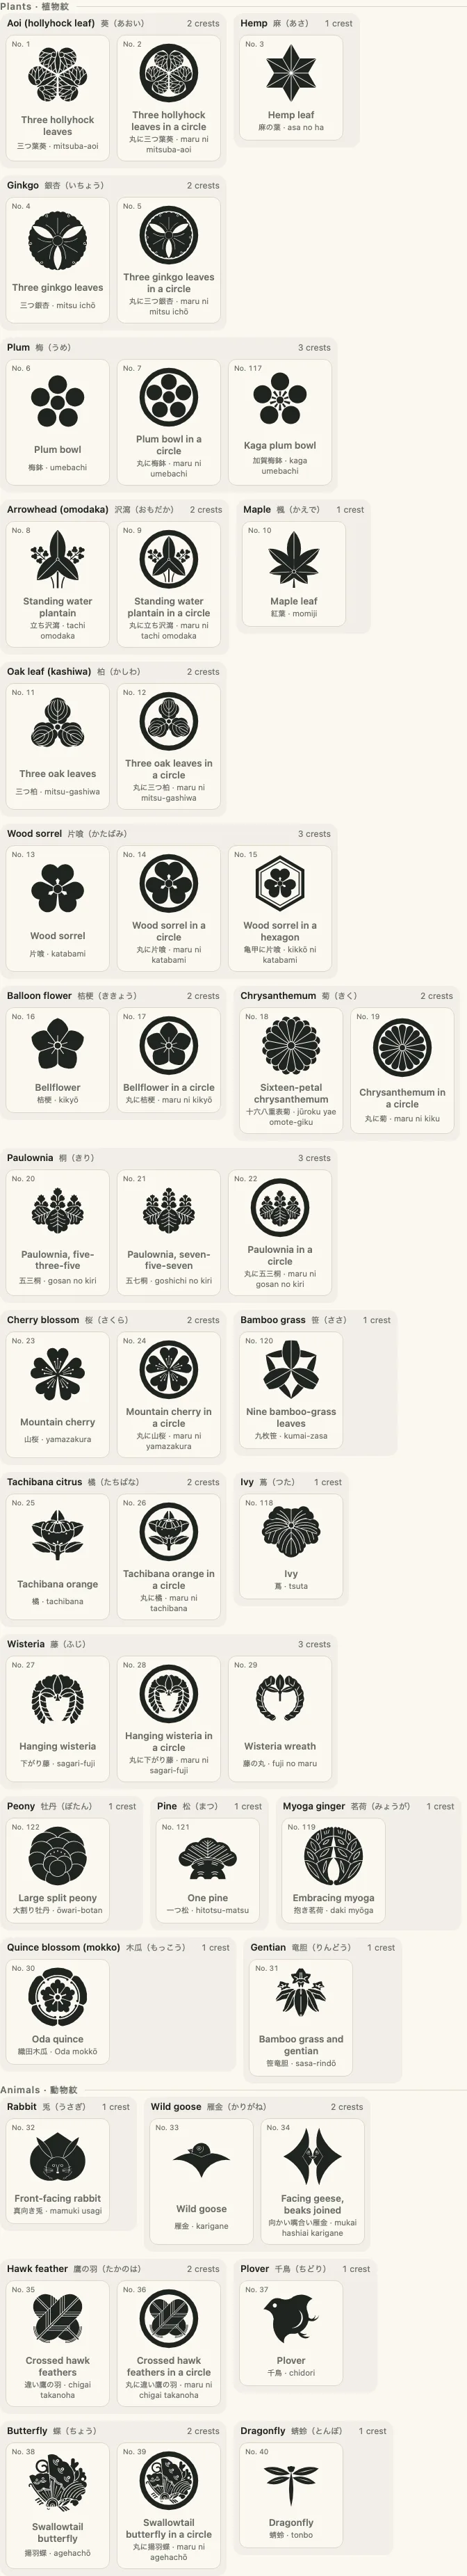 Plants · 植物紋
Aoi (hollyhock leaf) 葵（あおい） 2 crests
No. 1
Three hollyhock
leaves
三つ葉葵 · mitsuba-aoi
No. 2
Three hollyhock
leaves in a circle
丸に三つ葉葵 · maru ni
mitsuba-aoi
Hemp 麻（あさ） 1 crest
No. 3
Hemp leaf
麻の葉 · asa no ha
Ginkgo 銀杏（いちょう） 2 crests
No. 4
Three ginkgo leaves
三つ銀杏 · mitsu ichō
No. 5
Three ginkgo leaves
in a circle
丸に三つ銀杏 · maru ni
mitsu ichō
Plum 梅（うめ） 3 crests
No. 6
Plum bowl
梅鉢 · umebachi
No. 7
Plum bowl in a
circle
丸に梅鉢 · maru ni
umebachi
No. 117
Kaga plum bowl
加賀梅鉢 · kaga
umebachi
Arrowhead (omodaka) 沢瀉（おもだか） 2 crests
No. 8
Standing water
plantain
立ち沢瀉 · tachi
omodaka
No. 9
Standing water
plantain in a circle
丸に立ち沢瀉 · maru ni
tachi omodaka
Maple 楓（かえで） 1 crest
No. 10
Maple leaf
紅葉 · momiji
Oak leaf (kashiwa) 柏（かしわ） 2 crests
No. 11
Three oak leaves
三つ柏 · mitsu-gashiwa
No. 12
Three oak leaves in
a circle
丸に三つ柏 · maru ni
mitsu-gashiwa
Wood sorrel 片喰（かたばみ） 3 crests
No. 13
Wood sorrel
片喰 · katabami
No. 14
Wood sorrel in a
circle
丸に片喰 · maru ni
katabami
No. 15
Wood sorrel in a
hexagon
亀甲に片喰 · kikkō ni
katabami
Balloon flower 桔梗（ききょう） 2 crests
No. 16
Bellflower
桔梗 · kikyō
No. 17
Bellflower in a circle
丸に桔梗 · maru ni kikyō
Chrysanthemum 菊（きく） 2 crests
No. 18
Sixteen-petal
chrysanthemum
十六八重表菊 · jūroku yae
omote-giku
No. 19
Chrysanthemum in
a circle
丸に菊 · maru ni kiku
Paulownia 桐（きり） 3 crests
No. 20
Paulownia, five-
three-five
五三桐 · gosan no kiri
No. 21
Paulownia, seven-
five-seven
五七桐 · goshichi no kiri
No. 22
Paulownia in a
circle
丸に五三桐 · maru ni
gosan no kiri
Cherry blossom 桜（さくら） 2 crests
No. 23
Mountain cherry
山桜 · yamazakura
No. 24
Mountain cherry in
a circle
丸に山桜 · maru ni
yamazakura
Bamboo grass 笹（ささ） 1 crest
No. 120
Nine bamboo-grass
leaves
九枚笹 · kumai-zasa
Tachibana citrus 橘（たちばな） 2 crests
No. 25
Tachibana orange
橘 · tachibana
No. 26
Tachibana orange in
a circle
丸に橘 · maru ni
tachibana
Ivy 蔦（つた） 1 crest
No. 118
Ivy
蔦 · tsuta
Wisteria 藤（ふじ） 3 crests
No. 27
Hanging wisteria
下がり藤 · sagari-fuji
No. 28
Hanging wisteria in
a circle
丸に下がり藤 · maru ni
sagari-fuji
No. 29
Wisteria wreath
藤の丸 · fuji no maru
Peony 牡丹（ぼたん） 1 crest
No. 122
Large split peony
大割り牡丹 · ōwari-botan
Pine 松（まつ） 1 crest
No. 121
One pine
一つ松 · hitotsu-matsu
Myoga ginger 茗荷（みょうが） 1 crest
No. 119
Embracing myoga
抱き茗荷 · daki myōga
Quince blossom (mokko) 木瓜（もっこう） 1 crest
No. 30
Oda quince
織田木瓜 · Oda mokkō
Gentian 竜胆（りんどう） 1 crest
No. 31
Bamboo grass and
gentian
笹竜胆 · sasa-rindō
Animals · 動物紋
Rabbit 兎（うさぎ） 1 crest
No. 32
Front-facing rabbit
真向き兎 · mamuki usagi
Wild goose 雁金（かりがね） 2 crests
No. 33
Wild goose
雁金 · karigane
No. 34
Facing geese,
beaks joined
向かい嘴合い雁金 · mukai
hashiai karigane
Hawk feather 鷹の羽（たかのは） 2 crests
No. 35
Crossed hawk
feathers
違い鷹の羽 · chigai
takanoha
No. 36
Crossed hawk
feathers in a circle
丸に違い鷹の羽 · maru ni
chigai takanoha
Plover 千鳥（ちどり） 1 crest
No. 37
Plover
千鳥 · chidori
Butterfly 蝶（ちょう） 2 crests
No. 38
Swallowtail
butterfly
揚羽蝶 · agehachō
No. 39
Swallowtail
butterfly in a circle
丸に揚羽蝶 · maru ni
agehachō
Dragonfly 蜻蛉（とんぼ） 1 crest
No. 40
Dragonfly
蜻蛉 · tonbo